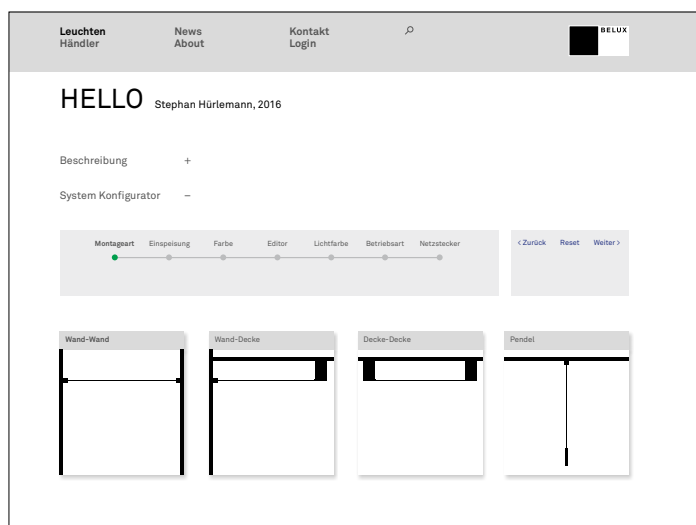 Leuchten News Kontakt
Händler About Login
BELUX
HELLO Stephan Hürlemann, 2016
Beschreibung +
System Konfigurator –
Montageart Einspeisung Farbe Editor Lichtfarbe Betriebsart Netzstecker
< Zurück Reset Weiter >
Wand-Wand Wand-Decke Decke-Decke Pendel